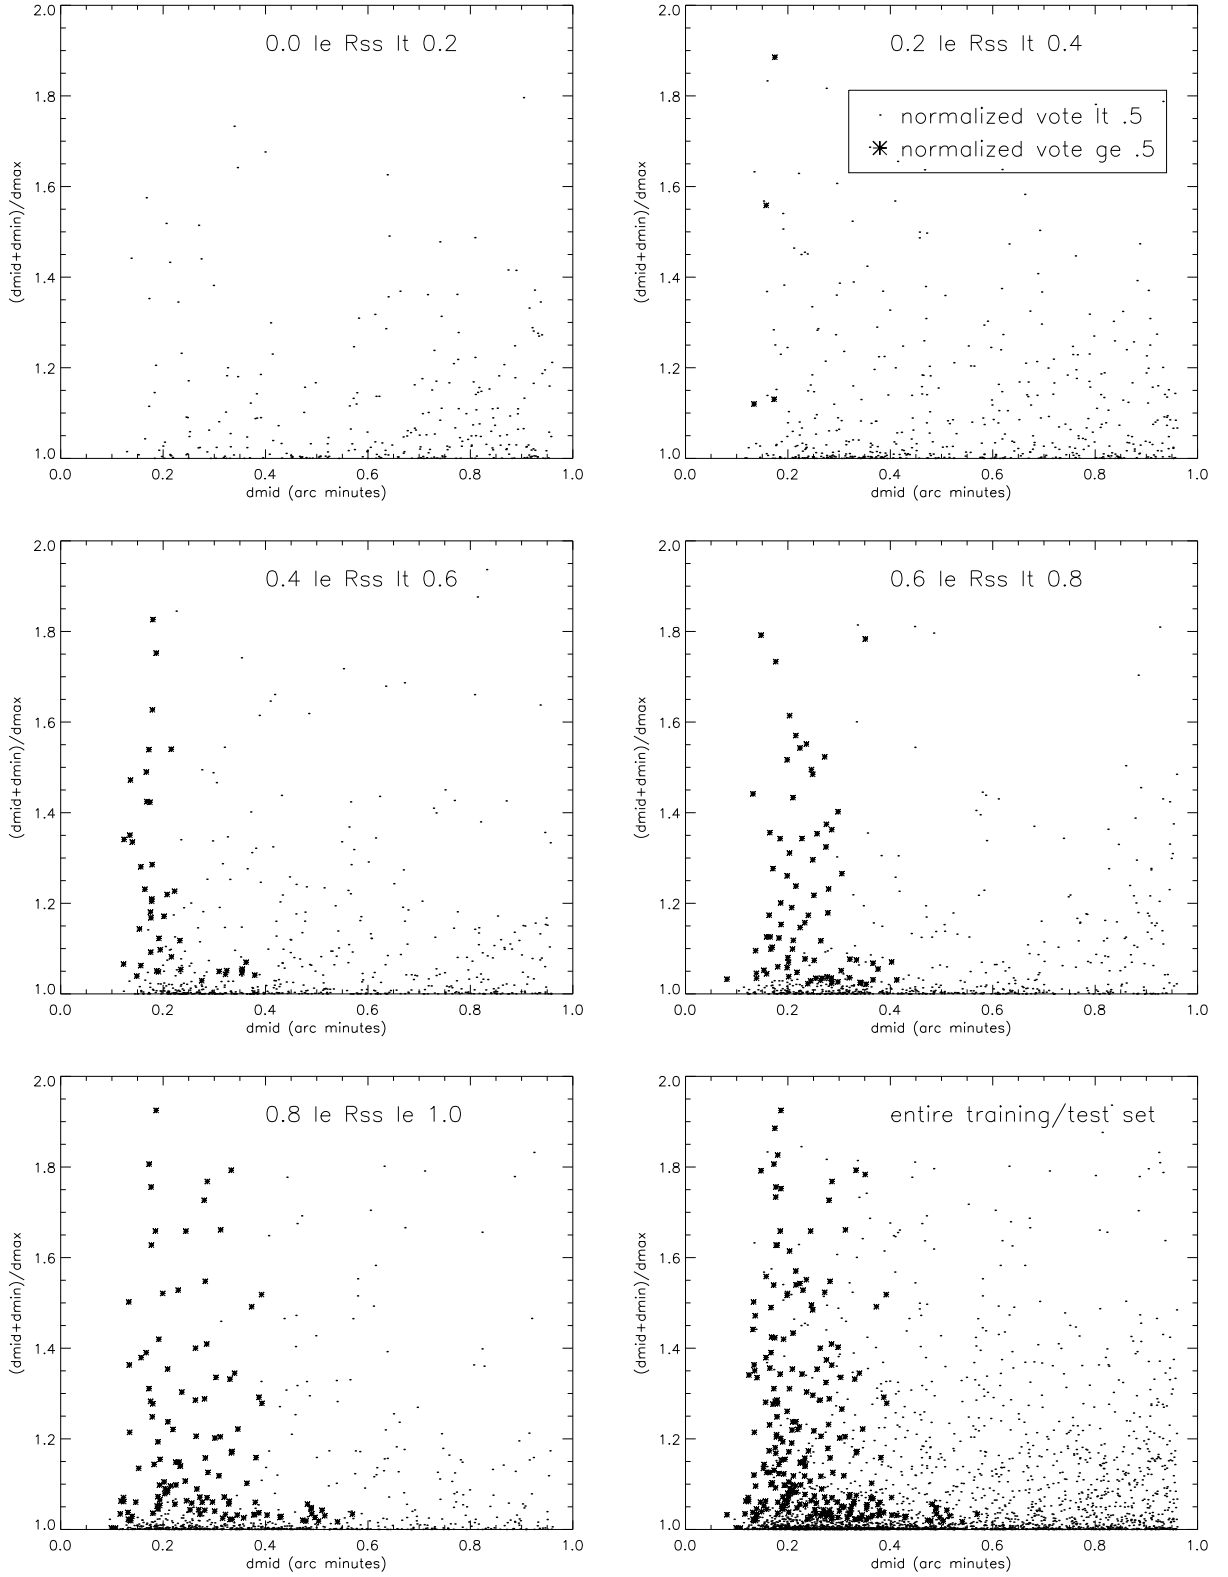 0.0 le Rss lt 0.2
2.0
1.8
1.6
1.4
1.2
1.0
(dmid+dmin)/dmax
0.0 0.2 0.4 0.6 0.8 1.0
dmid (arc minutes)
0.2 le Rss lt 0.4
normalized vote lt .5
normalized vote ge .5
2.0
1.8
1.6
1.4
1.2
1.0
(dmid+dmin)/dmax
0.0 0.2 0.4 0.6 0.8 1.0
dmid (arc minutes)
0.4 le Rss lt 0.6
2.0
1.8
1.6
1.4
1.2
1.0
(dmid+dmin)/dmax
0.0 0.2 0.4 0.6 0.8 1.0
dmid (arc minutes)
0.6 le Rss lt 0.8
2.0
1.8
1.6
1.4
1.2
1.0
(dmid+dmin)/dmax
0.0 0.2 0.4 0.6 0.8 1.0
dmid (arc minutes)
0.8 le Rss le 1.0
2.0
1.8
1.6
1.4
1.2
1.0
(dmid+dmin)/dmax
0.0 0.2 0.4 0.6 0.8 1.0
dmid (arc minutes)
entire training/test set
2.0
1.8
1.6
1.4
1.2
1.0
(dmid+dmin)/dmax
0.0 0.2 0.4 0.6 0.8 1.0
dmid (arc minutes)